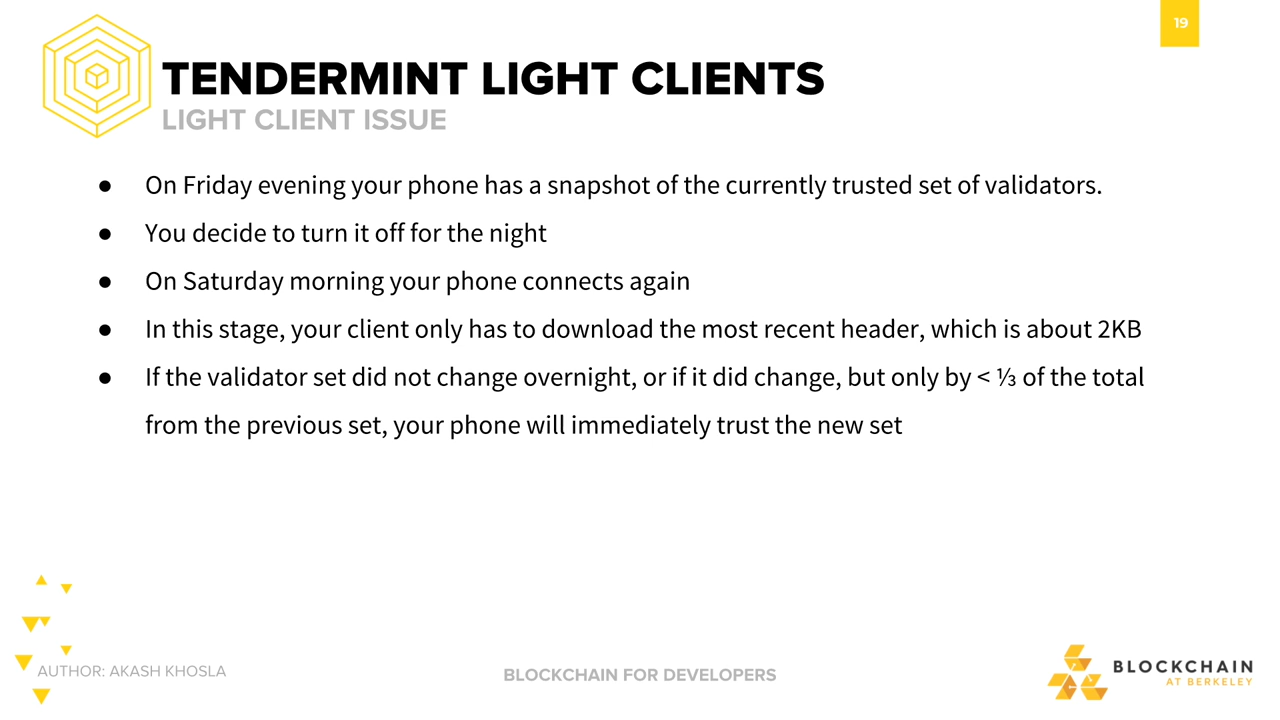 19
TENDERMINT LIGHT CLIENTS
LIGHT CLIENT ISSUE
● On Friday evening your phone has a snapshot of the currently trusted set of validators.
● You decide to turn it off for the night
● On Saturday morning your phone connects again
● In this stage, your client only has to download the most recent header, which is about 2KB
● If the validator set did not change overnight, or if it did change, but only by < ⅓ of the total
from the previous set, your phone will immediately trust the new set
AUTHOR: AKASH KHOSLA
BLOCKCHAIN FOR DEVELOPERS
BLOCKCHAIN
AT BERKELEY